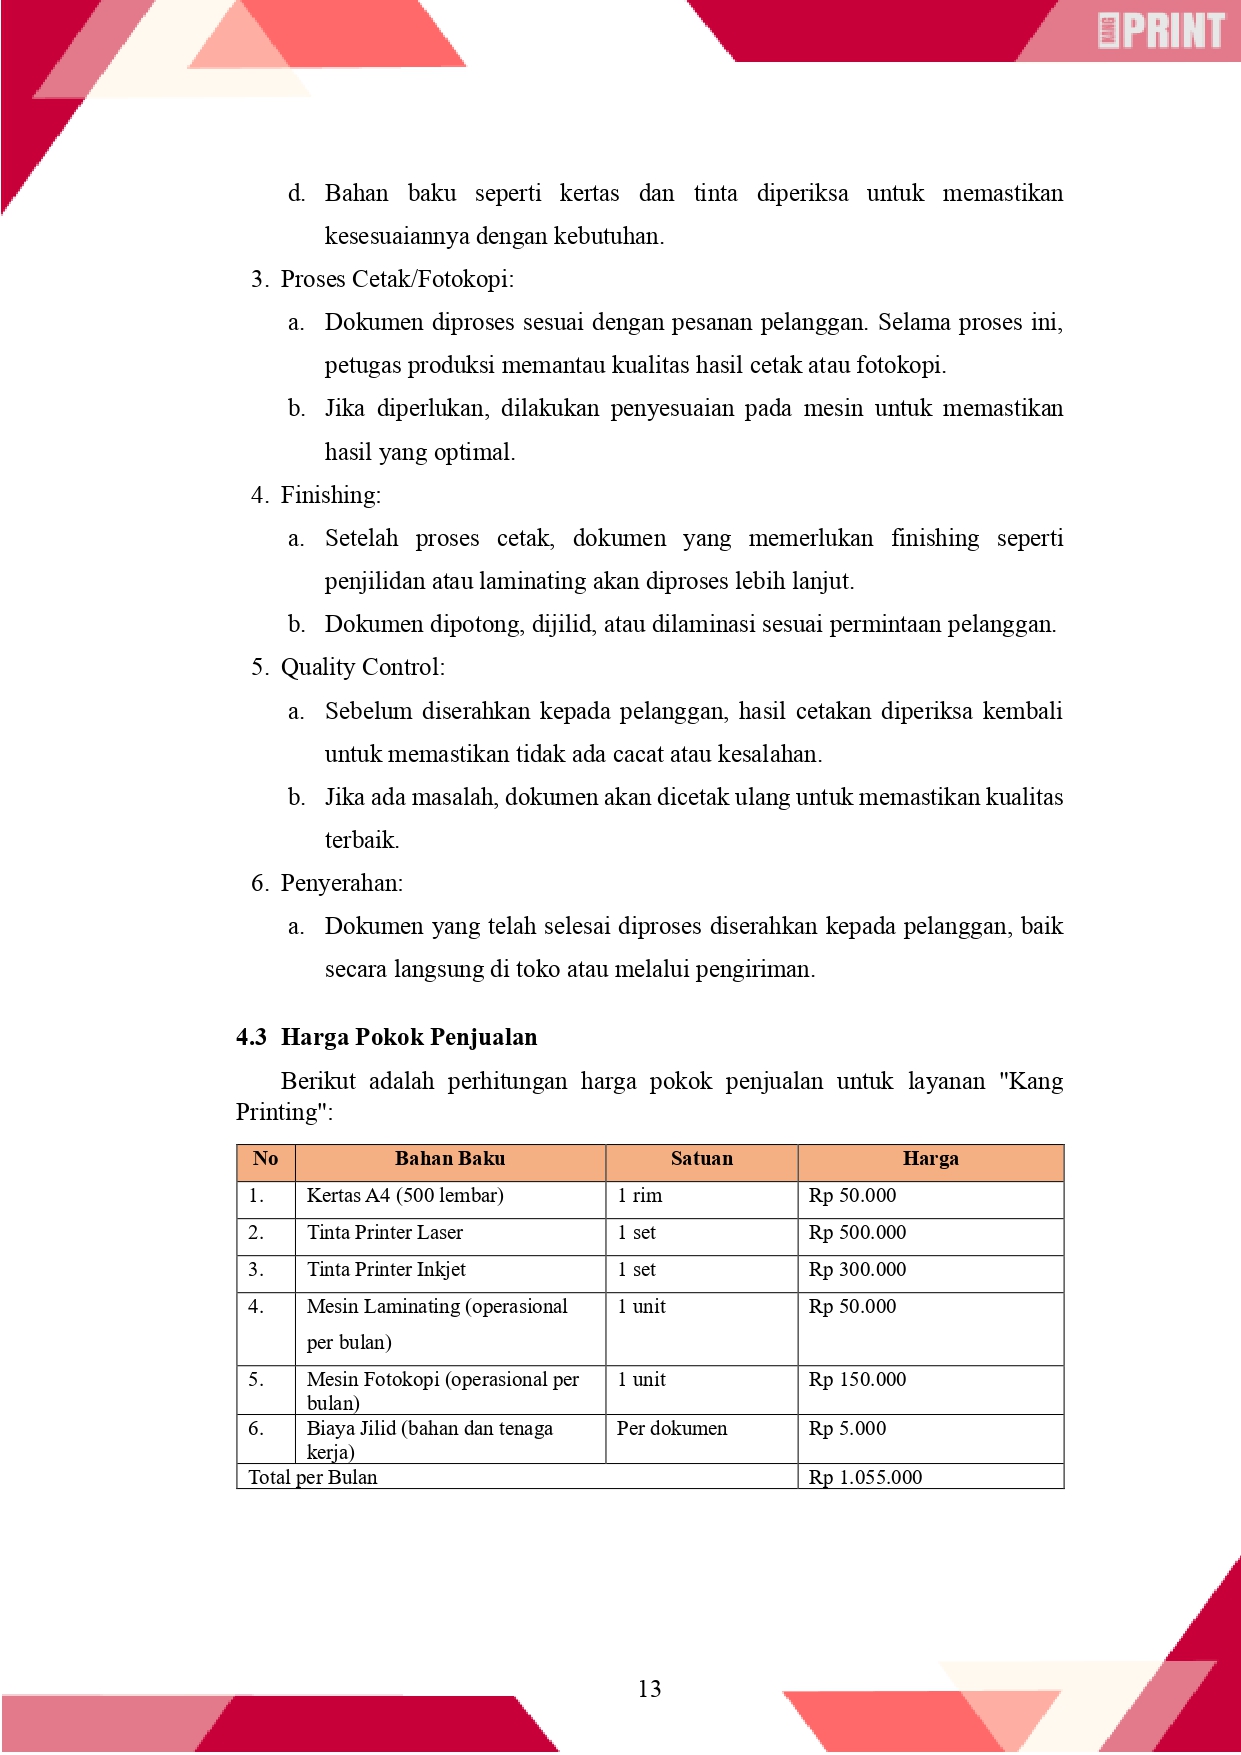 KANG PRINT
d. Bahan baku seperti kertas dan tinta diperiksa untuk memastikan
kesesuaiannya dengan kebutuhan.
3. Proses Cetak/Fotokopi:
a. Dokumen diproses sesuai dengan pesanan pelanggan. Selama proses ini,
petugas produksi memantau kualitas hasil cetak atau fotokopi.
b. Jika diperlukan, dilakukan penyesuaian pada mesin untuk memastikan
hasil yang optimal.
4. Finishing:
a. Setelah proses cetak, dokumen yang memerlukan finishing seperti
penjilidan atau laminating akan diproses lebih lanjut.
b. Dokumen dipotong, dijilid, atau dilaminasi sesuai permintaan pelanggan.
5. Quality Control:
a. Sebelum diserahkan kepada pelanggan, hasil cetakan diperiksa kembali
untuk memastikan tidak ada cacat atau kesalahan.
b. Jika ada masalah, dokumen akan dicetak ulang untuk memastikan kualitas
terbaik.
6. Penyerahan:
a. Dokumen yang telah selesai diproses diserahkan kepada pelanggan, baik
secara langsung di toko atau melalui pengiriman.
4.3 Harga Pokok Penjualan
Berikut adalah perhitungan harga pokok penjualan untuk layanan "Kang
Printing":
No Bahan Baku Satuan Harga
1. Kertas A4 (500 lembar) 1 rim Rp 50.000
2. Tinta Printer Laser 1 set Rp 500.000
3. Tinta Printer Inkjet 1 set Rp 300.000
4. Mesin Laminating (operasional 1 unit Rp 50.000
per bulan)
5. Mesin Fotokopi (operasional per 1 unit Rp 150.000
bulan)
6. Biaya Jilid (bahan dan tenaga Per dokumen Rp 5.000
kerja)
Total per Bulan Rp 1.055.000
13